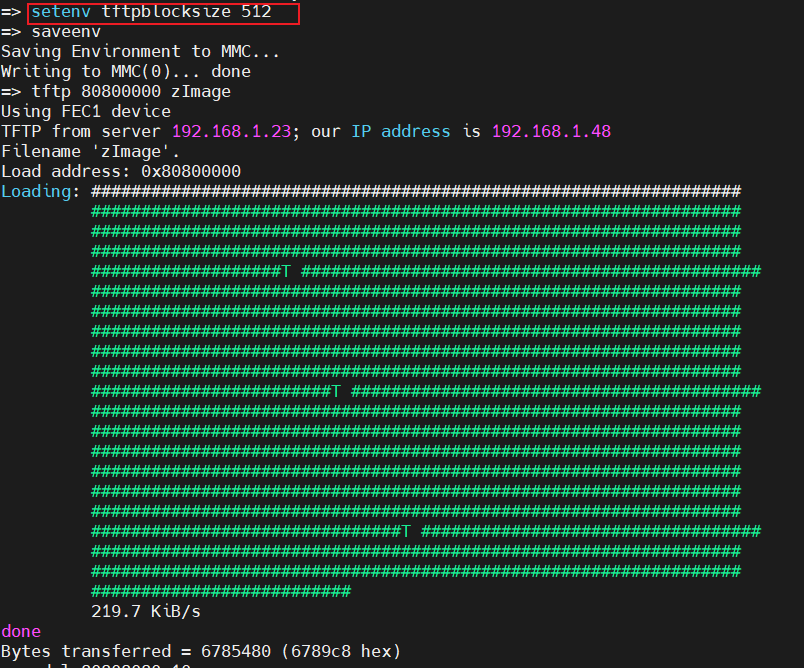 => setenv tftpblocksize 512
=> saveenv
Saving Environment to MMC...
Writing to MMC(0)... done
=> tftp 80800000 zImage
Using FEC1 device
TFTP from server 192.168.1.23; our IP address is 192.168.1.48
Filename 'zImage'.
Load address: 0x80800000
Loading: #################################################################
#################################################################
#################################################################
#################################################################
###################T ##############################################
#################################################################
#################################################################
#################################################################
#################################################################
#################################################################
########################T #########################################
#################################################################
#################################################################
#################################################################
#################################################################
#################################################################
#################################################################
###############################T ##################################
#################################################################
#################################################################
##########################
219.7 KiB/s
done
Bytes transferred = 6785480 (6789c8 hex)